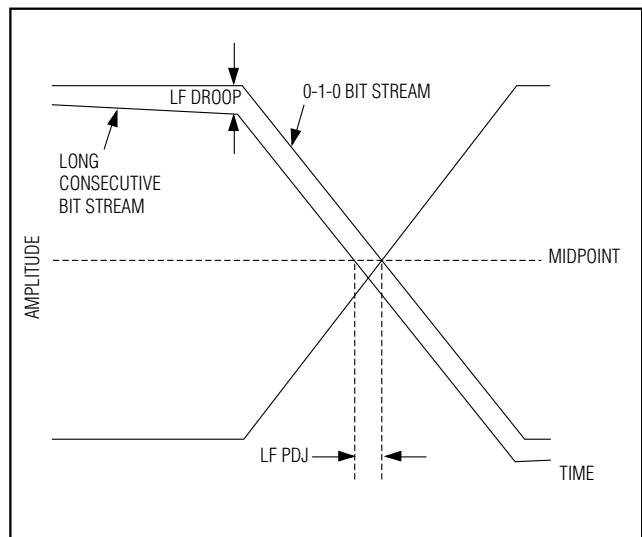 LF DROOP
0-1-0 BIT STREAM
LONG
CONSECUTIVE
BIT STREAM
AMPLITUDE
MIDPOINT
LF PDJ
TIME